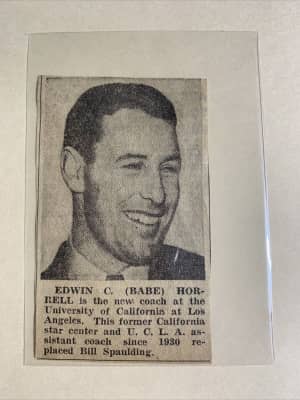 EDWIN C. (BABE) HOR-
RELL is the new coach at the
University of California at Los
Angeles. This former California
star center and U. C. L. A. as-
sistant coach since 1930 re-
placed Bill Spaulding.